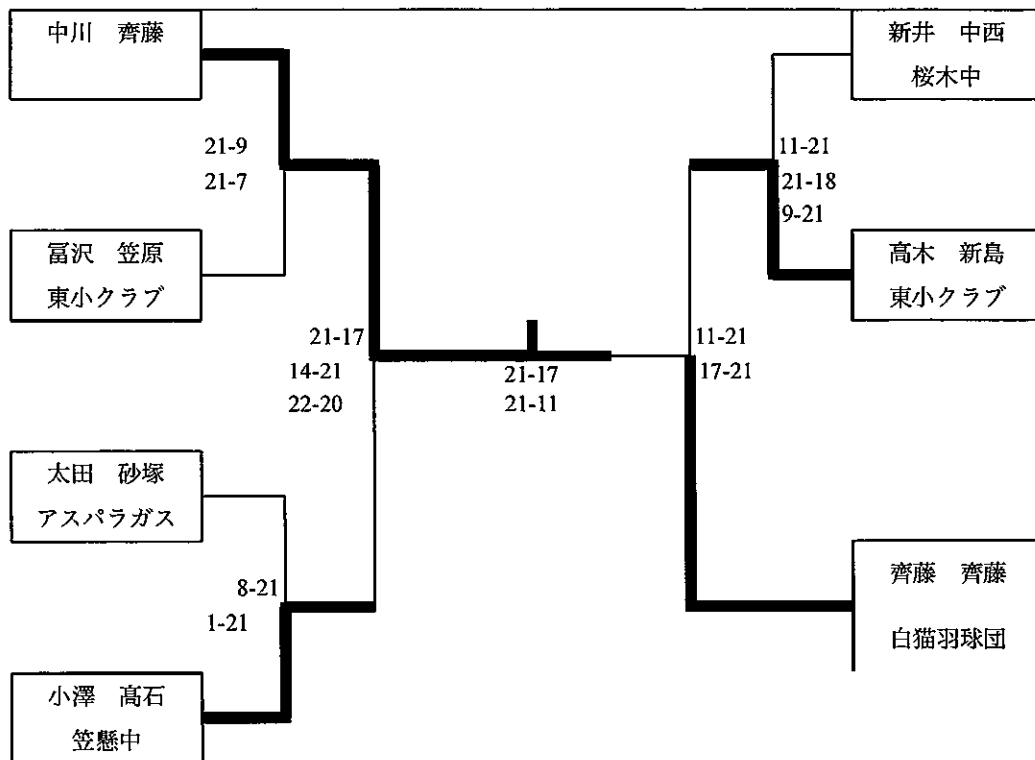 中川　齊藤
新井　中西
桜木中
21-9
21-7
11-21
21-18
9-21
冨沢　笠原
東小クラブ
高木　新島
東小クラブ
21-17
14-21
22-20
21-17
21-11
11-21
17-21
太田　砂塚
アスパラガス
8-21
1-21
齊藤　齊藤
白猫羽球団
小澤　髙石
笠懸中